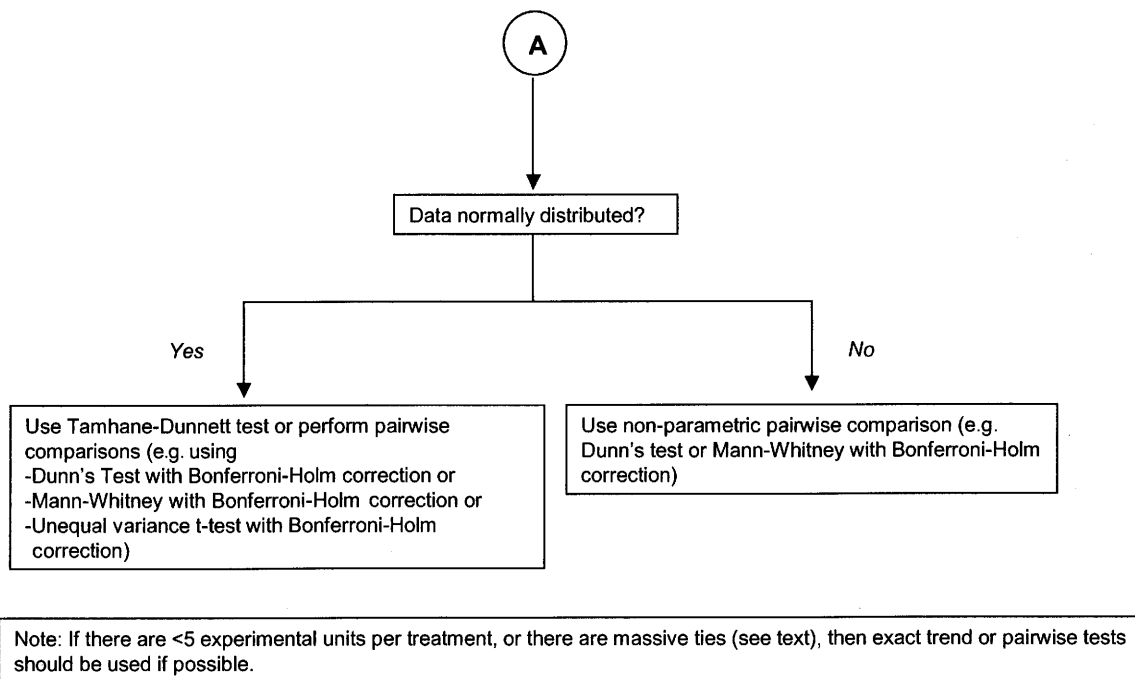 A
Data normally distributed?
Yes
No
Use Tamhane-Dunnett test or perform pairwise
comparisons (e.g. using
-Dunn's Test with Bonferroni-Holm correction or
-Mann-Whitney with Bonferroni-Holm correction or
-Unequal variance t-test with Bonferroni-Holm
correction)
Use non-parametric pairwise comparison (e.g.
Dunn's test or Mann-Whitney with Bonferroni-Holm
correction)
Note: If there are <5 experimental units per treatment, or there are massive ties (see text), then exact trend or pairwise tests
should be used if possible.